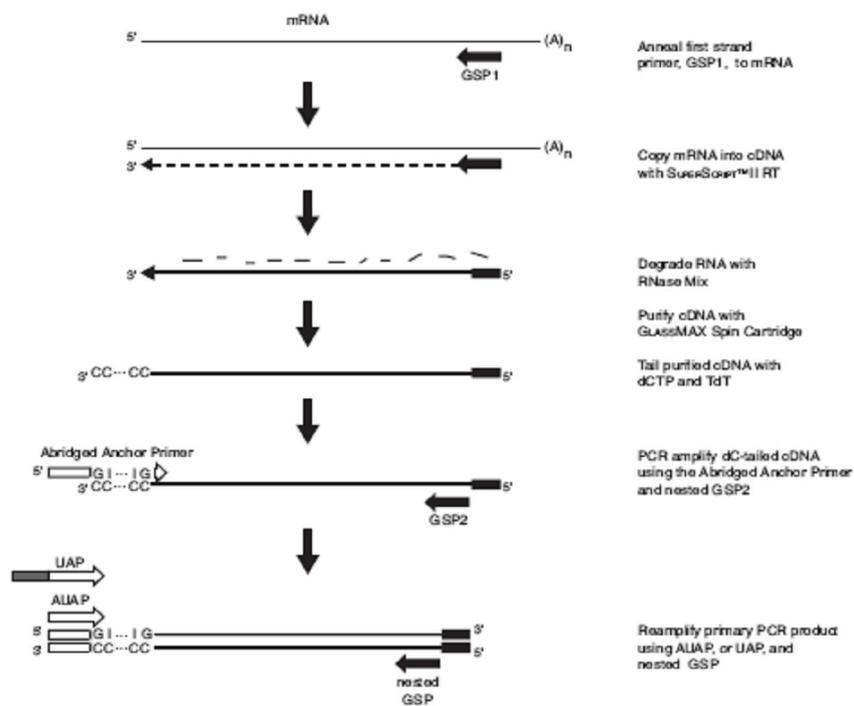 mRNA
5'
(A)n
GSP1
Anneal first strand
primer, GSP1, to mRNA
5'
(A)n
3'
Copy mRNA into cDNA
with SUPERSCRIPT™ II RT
3'
5'
Degrade RNA with
RNase Mix
Purify cDNA with
GLASSMAX Spin Cartridge
3' CC···CC
5'
Tail purified cDNA with
dCTP and TdT
Abridged Anchor Primer
5'
GI···IG
3' CC···CC
5'
GSP2
PCR amplify dC-tailed cDNA
using the Abridged Anchor Primer
and nested GSP2
UAP
AUAP
5'
GI···IG
3'
3'
CC···CC
5'
nested
GSP
Reamplify primary PCR product
using AUAP, or UAP, and
nested GSP